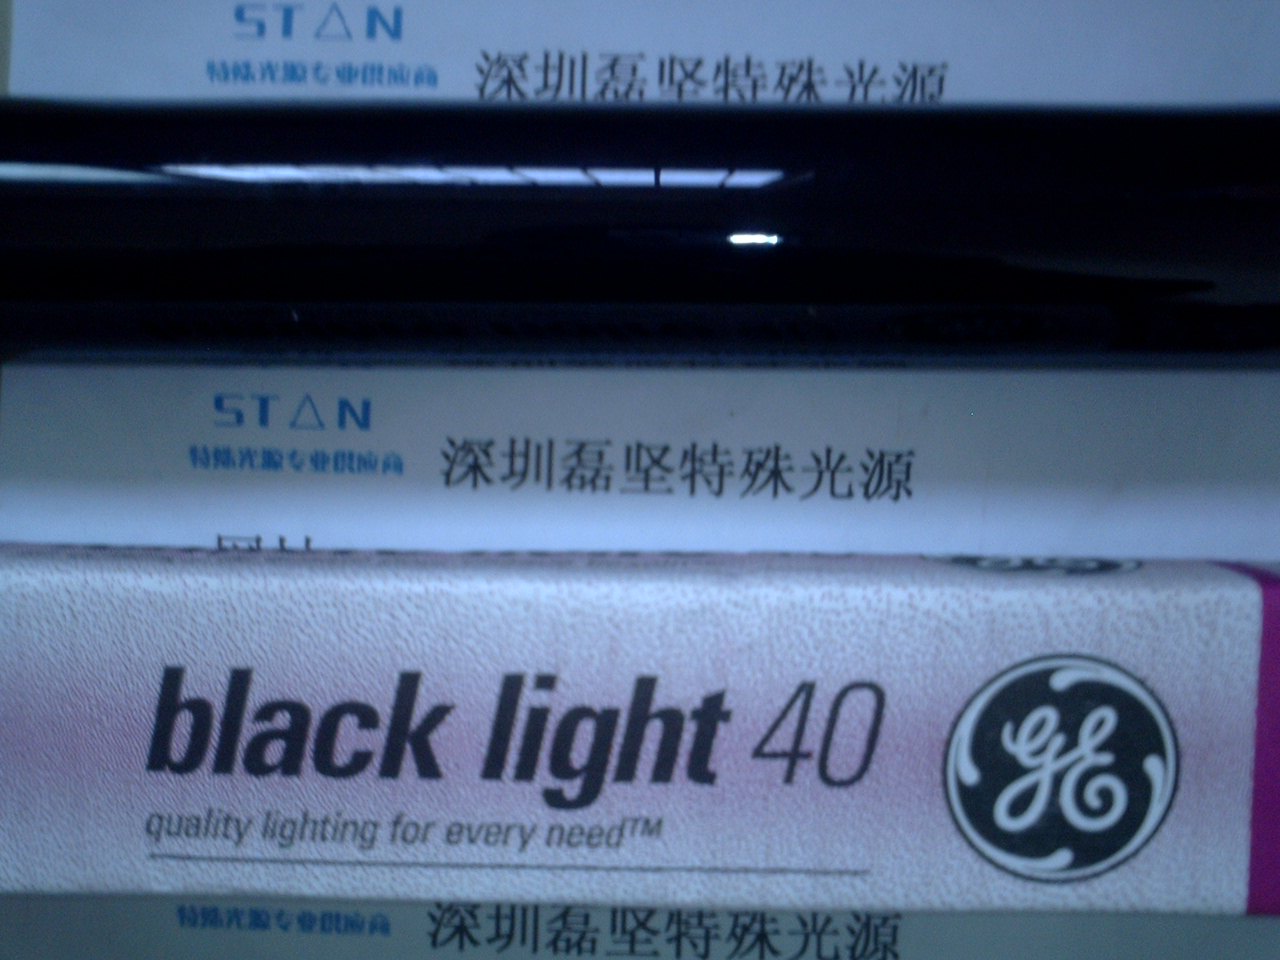 STAN
特殊光源专业供应商 深圳磊坚特殊光源
STAN
特殊光源专业供应商 深圳磊坚特殊光源
black light 40
quality lighting for every need™
GE
特殊光源专业供应商 深圳磊坚特殊光源